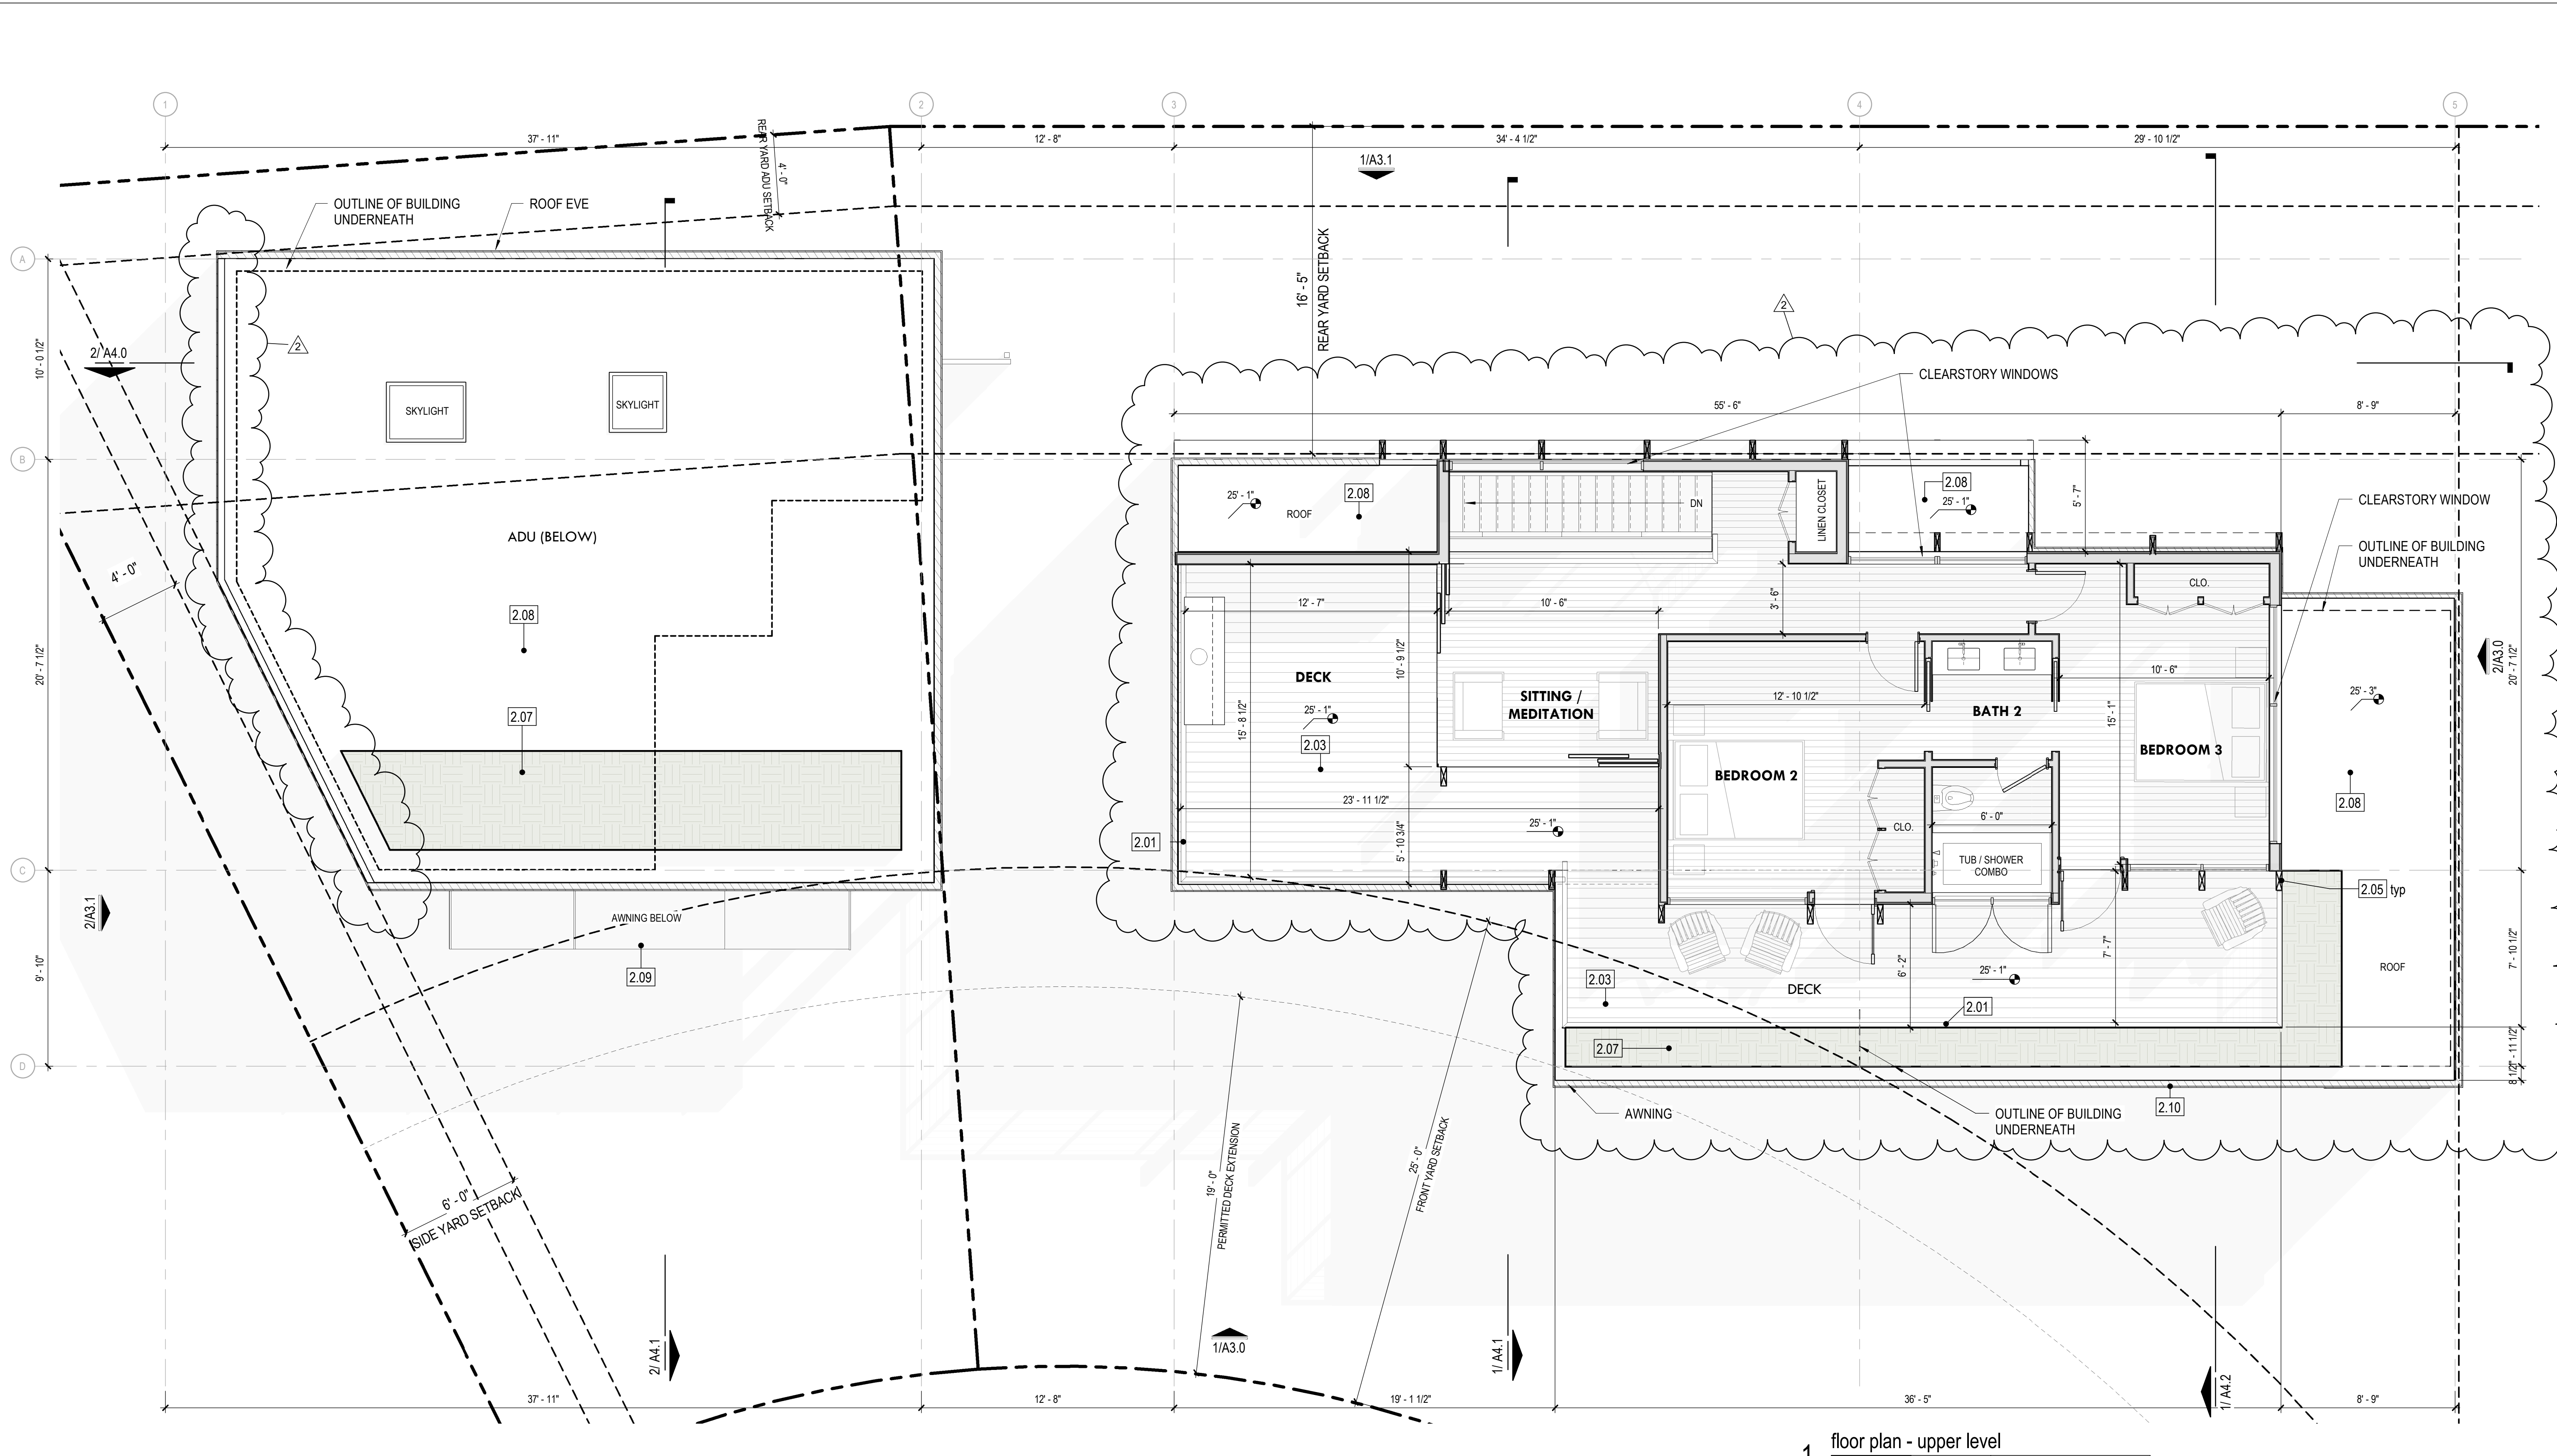 1
2
3
4
5
37' - 11"
12' - 8"
34' - 4 1/2"
29' - 10 1/2"
REAR YARD ADU SETBACK
4' - 0"
1/A3.1
OUTLINE OF BUILDING
UNDERNEATH
ROOF EVE
A
16' - 5"
REAR YARD SETBACK
2
2
10' - 0 1/2"
2/ A4.0
SKYLIGHT
SKYLIGHT
CLEARSTORY WINDOWS
55' - 6"
8' - 9"
B
25' - 1"
2.08
ROOF
DN
LINEN CLOSET
2.08
25' - 1"
5' - 7"
CLEARSTORY WINDOW
OUTLINE OF BUILDING
UNDERNEATH
ADU (BELOW)
4' - 0"
CLO.
12' - 7"
10' - 6"
3' - 6"
2.08
20' - 7 1/2"
10' - 9 1/2"
2/A3.0
20' - 7 1/2"
DECK
SITTING /
MEDITATION
12' - 10 1/2"
BATH 2
10' - 6"
25' - 3"
15' - 8 1/2"
25' - 1"
2.03
2.07
15' - 1"
BEDROOM 2
BEDROOM 3
23' - 11 1/2"
2.08
25' - 1"
6' - 0"
CLO.
2.01
5' - 10 3/4"
TUB / SHOWER
COMBO
C
2.05 typ
2/A3.1
AWNING BELOW
2.09
9' - 10"
6' - 2"
7' - 7"
7' - 10 1/2"
2.03
25' - 1"
DECK
2.01
ROOF
2.07
D
1' - 11 1/2"
8 1/2"
AWNING
OUTLINE OF BUILDING
UNDERNEATH
2.10
19' - 0"
PERMITTED DECK EXTENSION
25' - 0"
FRONT YARD SETBACK
6' - 0"
SIDE YARD SETBACK
2/ A4.1
1/A3.0
1/ A4.1
1/ A4.2
37' - 11"
12' - 8"
19' - 1 1/2"
36' - 5"
8' - 9"
1
floor plan - upper level